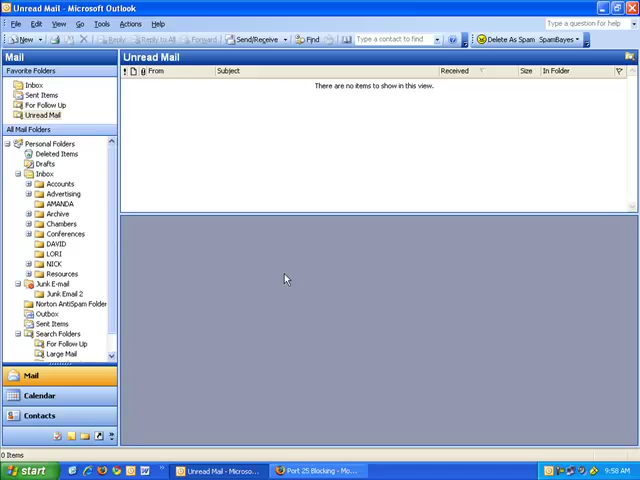 Unread Mail - Microsoft Outlook
File Edit View Go Tools Actions Help
Type a question for help
New Reply Reply to All Forward Send/Receive Find Type a contact to find Delete As Spam SpamBayes
Mail
Unread Mail
Favorite Folders
! From Subject Received Size In Folder
Inbox
Sent Items
For Follow Up
Unread Mail
There are no items to show in this view.
All Mail Folders
Personal Folders
Deleted Items
Drafts
Inbox
Accounts
Advertising
AMANDA
Archive
Chambers
Conferences
DAVID
LORI
NICK
Resources
Junk E-mail
Junk Email 2
Norton AntiSpam Folder
Outbox
Sent Items
Search Folders
For Follow Up
Large Mail
Mail
Calendar
Contacts
0 Items
start Unread Mail - Microso... Port 25 Blocking - Mo... 9:58 AM